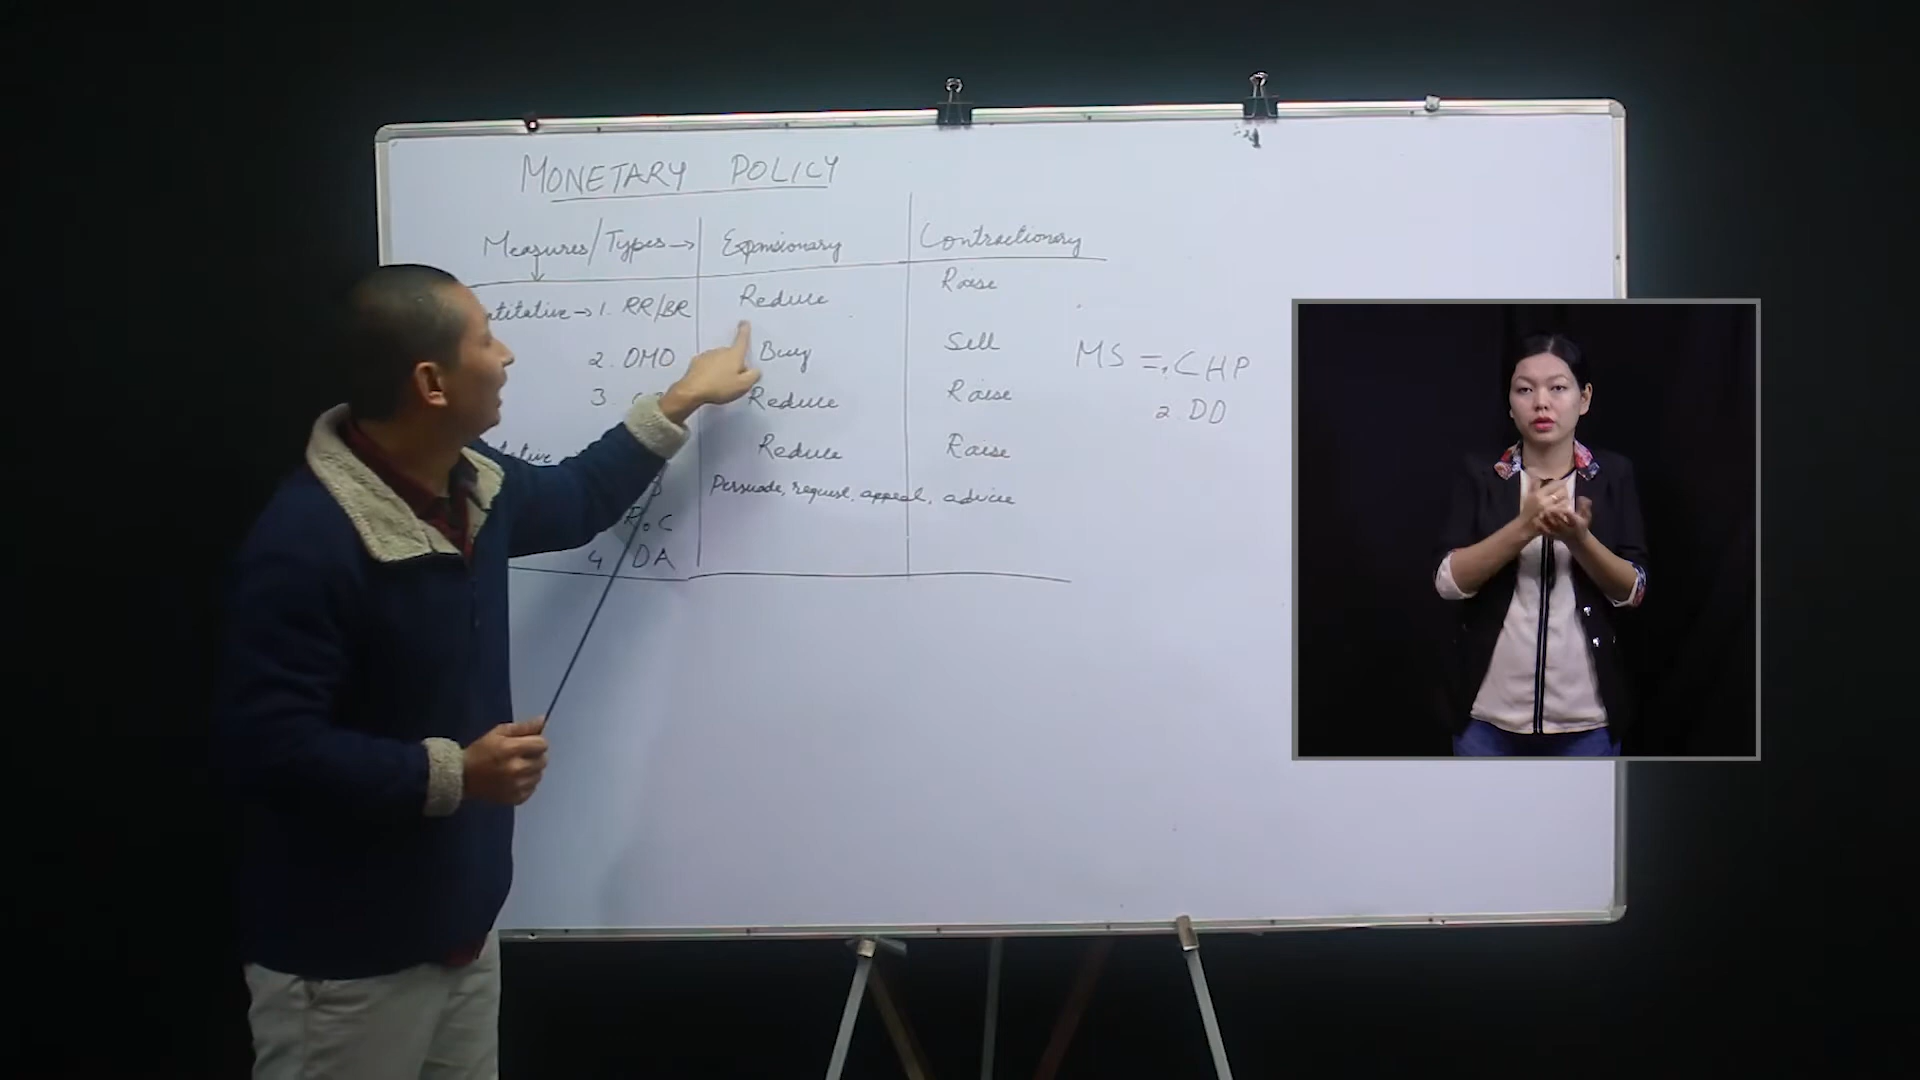 MONETARY POLICY
Measures/Types → Expansionary Contractionary
ntitative → 1. RR/BR Reduce Raise
2. OMO Buy Sell
3. Reduce Raise
Reduce Raise
Persuade, request, appeal, advice
R.C
4 DA
MS = 1. CHP
2. DD